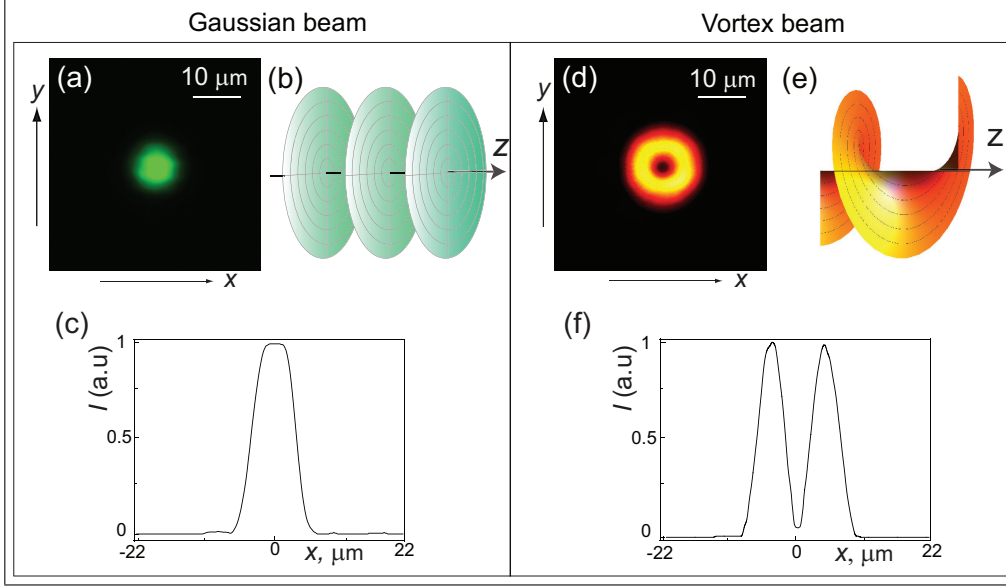 Gaussian beam
Vortex beam
(a)
10 μm
y
x
(b)
z
(c)
I (a.u)
1
0.5
0
-22
0
22
x, μm
(d)
10 μm
y
x
(e)
z
(f)
I (a.u)
1
0.5
0
-22
0
22
x, μm